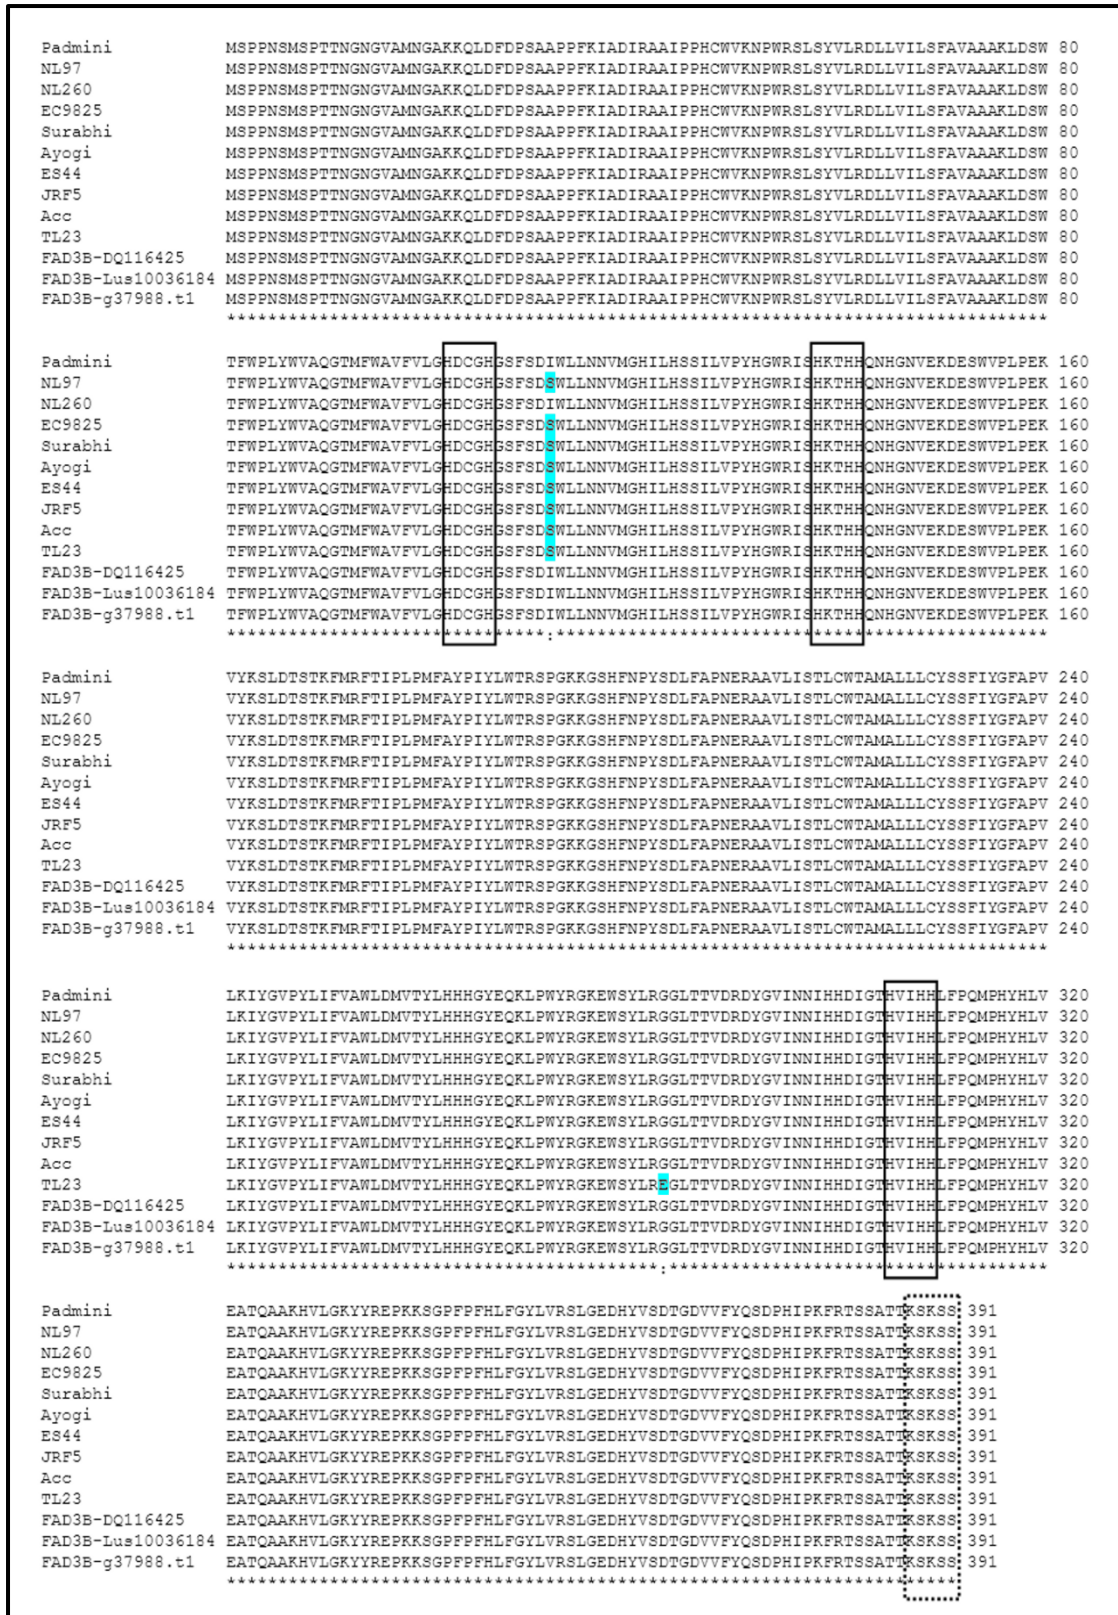 Padmini MSPPNSMSPTTNGNGVAMNGAKKQLDFDPSAAPPFKIADIRAAIPPHCWVKNPWRSLSYVLRDLLVILSFAVAAAKLDSW 80
NL97 MSPPNSMSPTTNGNGVAMNGAKKQLDFDPSAAPPFKIADIRAAIPPHCWVKNPWRSLSYVLRDLLVILSFAVAAAKLDSW 80
NL260 MSPPNSMSPTTNGNGVAMNGAKKQLDFDPSAAPPFKIADIRAAIPPHCWVKNPWRSLSYVLRDLLVILSFAVAAAKLDSW 80
EC9825 MSPPNSMSPTTNGNGVAMNGAKKQLDFDPSAAPPFKIADIRAAIPPHCWVKNPWRSLSYVLRDLLVILSFAVAAAKLDSW 80
Surabhi MSPPNSMSPTTNGNGVAMNGAKKQLDFDPSAAPPFKIADIRAAIPPHCWVKNPWRSLSYVLRDLLVILSFAVAAAKLDSW 80
Ayogi MSPPNSMSPTTNGNGVAMNGAKKQLDFDPSAAPPFKIADIRAAIPPHCWVKNPWRSLSYVLRDLLVILSFAVAAAKLDSW 80
ES44 MSPPNSMSPTTNGNGVAMNGAKKQLDFDPSAAPPFKIADIRAAIPPHCWVKNPWRSLSYVLRDLLVILSFAVAAAKLDSW 80
JRF5 MSPPNSMSPTTNGNGVAMNGAKKQLDFDPSAAPPFKIADIRAAIPPHCWVKNPWRSLSYVLRDLLVILSFAVAAAKLDSW 80
Acc MSPPNSMSPTTNGNGVAMNGAKKQLDFDPSAAPPFKIADIRAAIPPHCWVKNPWRSLSYVLRDLLVILSFAVAAAKLDSW 80
TL23 MSPPNSMSPTTNGNGVAMNGAKKQLDFDPSAAPPFKIADIRAAIPPHCWVKNPWRSLSYVLRDLLVILSFAVAAAKLDSW 80
FAD3B-DQ116425 MSPPNSMSPTTNGNGVAMNGAKKQLDFDPSAAPPFKIADIRAAIPPHCWVKNPWRSLSYVLRDLLVILSFAVAAAKLDSW 80
FAD3B-Lus10036184 MSPPNSMSPTTNGNGVAMNGAKKQLDFDPSAAPPFKIADIRAAIPPHCWVKNPWRSLSYVLRDLLVILSFAVAAAKLDSW 80
FAD3B-g37988.t1 MSPPNSMSPTTNGNGVAMNGAKKQLDFDPSAAPPFKIADIRAAIPPHCWVKNPWRSLSYVLRDLLVILSFAVAAAKLDSW 80
********************************************************************************
Padmini TFWPLYWVAQGTMFWAVFVLGHDCGHGSFSDIWLLNNVMGHILHSSILVPYHGWRISHKTHHQNHGNVEKDESWVPLPEK 160
NL97 TFWPLYWVAQGTMFWAVFVLGHDCGHGSFSDSWLLNNVMGHILHSSILVPYHGWRISHKTHHQNHGNVEKDESWVPLPEK 160
NL260 TFWPLYWVAQGTMFWAVFVLGHDCGHGSFSDIWLLNNVMGHILHSSILVPYHGWRISHKTHHQNHGNVEKDESWVPLPEK 160
EC9825 TFWPLYWVAQGTMFWAVFVLGHDCGHGSFSDSWLLNNVMGHILHSSILVPYHGWRISHKTHHQNHGNVEKDESWVPLPEK 160
Surabhi TFWPLYWVAQGTMFWAVFVLGHDCGHGSFSDSWLLNNVMGHILHSSILVPYHGWRISHKTHHQNHGNVEKDESWVPLPEK 160
Ayogi TFWPLYWVAQGTMFWAVFVLGHDCGHGSFSDSWLLNNVMGHILHSSILVPYHGWRISHKTHHQNHGNVEKDESWVPLPEK 160
ES44 TFWPLYWVAQGTMFWAVFVLGHDCGHGSFSDSWLLNNVMGHILHSSILVPYHGWRISHKTHHQNHGNVEKDESWVPLPEK 160
JRF5 TFWPLYWVAQGTMFWAVFVLGHDCGHGSFSDSWLLNNVMGHILHSSILVPYHGWRISHKTHHQNHGNVEKDESWVPLPEK 160
Acc TFWPLYWVAQGTMFWAVFVLGHDCGHGSFSDSWLLNNVMGHILHSSILVPYHGWRISHKTHHQNHGNVEKDESWVPLPEK 160
TL23 TFWPLYWVAQGTMFWAVFVLGHDCGHGSFSDSWLLNNVMGHILHSSILVPYHGWRISHKTHHQNHGNVEKDESWVPLPEK 160
FAD3B-DQ116425 TFWPLYWVAQGTMFWAVFVLGHDCGHGSFSDIWLLNNVMGHILHSSILVPYHGWRISHKTHHQNHGNVEKDESWVPLPEK 160
FAD3B-Lus10036184 TFWPLYWVAQGTMFWAVFVLGHDCGHGSFSDIWLLNNVMGHILHSSILVPYHGWRISHKTHHQNHGNVEKDESWVPLPEK 160
FAD3B-g37988.t1 TFWPLYWVAQGTMFWAVFVLGHDCGHGSFSDIWLLNNVMGHILHSSILVPYHGWRISHKTHHQNHGNVEKDESWVPLPEK 160
*******************************:************************************************
Padmini VYKSLDTSTKFMRFTIPLPMFAYPIYLWTRSPGKKGSHFNPYSDLFAPNERAAVLISTLCWTAMALLLCYSSFIYGFAPV 240
NL97 VYKSLDTSTKFMRFTIPLPMFAYPIYLWTRSPGKKGSHFNPYSDLFAPNERAAVLISTLCWTAMALLLCYSSFIYGFAPV 240
NL260 VYKSLDTSTKFMRFTIPLPMFAYPIYLWTRSPGKKGSHFNPYSDLFAPNERAAVLISTLCWTAMALLLCYSSFIYGFAPV 240
EC9825 VYKSLDTSTKFMRFTIPLPMFAYPIYLWTRSPGKKGSHFNPYSDLFAPNERAAVLISTLCWTAMALLLCYSSFIYGFAPV 240
Surabhi VYKSLDTSTKFMRFTIPLPMFAYPIYLWTRSPGKKGSHFNPYSDLFAPNERAAVLISTLCWTAMALLLCYSSFIYGFAPV 240
Ayogi VYKSLDTSTKFMRFTIPLPMFAYPIYLWTRSPGKKGSHFNPYSDLFAPNERAAVLISTLCWTAMALLLCYSSFIYGFAPV 240
ES44 VYKSLDTSTKFMRFTIPLPMFAYPIYLWTRSPGKKGSHFNPYSDLFAPNERAAVLISTLCWTAMALLLCYSSFIYGFAPV 240
JRF5 VYKSLDTSTKFMRFTIPLPMFAYPIYLWTRSPGKKGSHFNPYSDLFAPNERAAVLISTLCWTAMALLLCYSSFIYGFAPV 240
Acc VYKSLDTSTKFMRFTIPLPMFAYPIYLWTRSPGKKGSHFNPYSDLFAPNERAAVLISTLCWTAMALLLCYSSFIYGFAPV 240
TL23 VYKSLDTSTKFMRFTIPLPMFAYPIYLWTRSPGKKGSHFNPYSDLFAPNERAAVLISTLCWTAMALLLCYSSFIYGFAPV 240
FAD3B-DQ116425 VYKSLDTSTKFMRFTIPLPMFAYPIYLWTRSPGKKGSHFNPYSDLFAPNERAAVLISTLCWTAMALLLCYSSFIYGFAPV 240
FAD3B-Lus10036184 VYKSLDTSTKFMRFTIPLPMFAYPIYLWTRSPGKKGSHFNPYSDLFAPNERAAVLISTLCWTAMALLLCYSSFIYGFAPV 240
FAD3B-g37988.t1 VYKSLDTSTKFMRFTIPLPMFAYPIYLWTRSPGKKGSHFNPYSDLFAPNERAAVLISTLCWTAMALLLCYSSFIYGFAPV 240
********************************************************************************
Padmini LKIYGVPYLIFVAWLDMVTYLHHHGYEQKLPWYRGKEWSYLRGGLTTVDRDYGVINNIHHDIGTHVIHHLFPQMPHYHLV 320
NL97 LKIYGVPYLIFVAWLDMVTYLHHHGYEQKLPWYRGKEWSYLRGGLTTVDRDYGVINNIHHDIGTHVIHHLFPQMPHYHLV 320
NL260 LKIYGVPYLIFVAWLDMVTYLHHHGYEQKLPWYRGKEWSYLRGGLTTVDRDYGVINNIHHDIGTHVIHHLFPQMPHYHLV 320
EC9825 LKIYGVPYLIFVAWLDMVTYLHHHGYEQKLPWYRGKEWSYLRGGLTTVDRDYGVINNIHHDIGTHVIHHLFPQMPHYHLV 320
Surabhi LKIYGVPYLIFVAWLDMVTYLHHHGYEQKLPWYRGKEWSYLRGGLTTVDRDYGVINNIHHDIGTHVIHHLFPQMPHYHLV 320
Ayogi LKIYGVPYLIFVAWLDMVTYLHHHGYEQKLPWYRGKEWSYLRGGLTTVDRDYGVINNIHHDIGTHVIHHLFPQMPHYHLV 320
ES44 LKIYGVPYLIFVAWLDMVTYLHHHGYEQKLPWYRGKEWSYLRGGLTTVDRDYGVINNIHHDIGTHVIHHLFPQMPHYHLV 320
JRF5 LKIYGVPYLIFVAWLDMVTYLHHHGYEQKLPWYRGKEWSYLRGGLTTVDRDYGVINNIHHDIGTHVIHHLFPQMPHYHLV 320
Acc LKIYGVPYLIFVAWLDMVTYLHHHGYEQKLPWYRGKEWSYLRGGLTTVDRDYGVINNIHHDIGTHVIHHLFPQMPHYHLV 320
TL23 LKIYGVPYLIFVAWLDMVTYLHHHGYEQKLPWYRGKEWSYLREGLTTVDRDYGVINNIHHDIGTHVIHHLFPQMPHYHLV 320
FAD3B-DQ116425 LKIYGVPYLIFVAWLDMVTYLHHHGYEQKLPWYRGKEWSYLRGGLTTVDRDYGVINNIHHDIGTHVIHHLFPQMPHYHLV 320
FAD3B-Lus10036184 LKIYGVPYLIFVAWLDMVTYLHHHGYEQKLPWYRGKEWSYLRGGLTTVDRDYGVINNIHHDIGTHVIHHLFPQMPHYHLV 320
FAD3B-g37988.t1 LKIYGVPYLIFVAWLDMVTYLHHHGYEQKLPWYRGKEWSYLRGGLTTVDRDYGVINNIHHDIGTHVIHHLFPQMPHYHLV 320
******************************************:*************************************
Padmini EATQAAKHVLGKYYREPKKSGPFPFHLFGYLVRSLGEDHYVSDTGDVVFYQSDPHIPKFRTSSATTKSKSS 391
NL97 EATQAAKHVLGKYYREPKKSGPFPFHLFGYLVRSLGEDHYVSDTGDVVFYQSDPHIPKFRTSSATTKSKSS 391
NL260 EATQAAKHVLGKYYREPKKSGPFPFHLFGYLVRSLGEDHYVSDTGDVVFYQSDPHIPKFRTSSATTKSKSS 391
EC9825 EATQAAKHVLGKYYREPKKSGPFPFHLFGYLVRSLGEDHYVSDTGDVVFYQSDPHIPKFRTSSATTKSKSS 391
Surabhi EATQAAKHVLGKYYREPKKSGPFPFHLFGYLVRSLGEDHYVSDTGDVVFYQSDPHIPKFRTSSATTKSKSS 391
Ayogi EATQAAKHVLGKYYREPKKSGPFPFHLFGYLVRSLGEDHYVSDTGDVVFYQSDPHIPKFRTSSATTKSKSS 391
ES44 EATQAAKHVLGKYYREPKKSGPFPFHLFGYLVRSLGEDHYVSDTGDVVFYQSDPHIPKFRTSSATTKSKSS 391
JRF5 EATQAAKHVLGKYYREPKKSGPFPFHLFGYLVRSLGEDHYVSDTGDVVFYQSDPHIPKFRTSSATTKSKSS 391
Acc EATQAAKHVLGKYYREPKKSGPFPFHLFGYLVRSLGEDHYVSDTGDVVFYQSDPHIPKFRTSSATTKSKSS 391
TL23 EATQAAKHVLGKYYREPKKSGPFPFHLFGYLVRSLGEDHYVSDTGDVVFYQSDPHIPKFRTSSATTKSKSS 391
FAD3B-DQ116425 EATQAAKHVLGKYYREPKKSGPFPFHLFGYLVRSLGEDHYVSDTGDVVFYQSDPHIPKFRTSSATTKSKSS 391
FAD3B-Lus10036184 EATQAAKHVLGKYYREPKKSGPFPFHLFGYLVRSLGEDHYVSDTGDVVFYQSDPHIPKFRTSSATTKSKSS 391
FAD3B-g37988.t1 EATQAAKHVLGKYYREPKKSGPFPFHLFGYLVRSLGEDHYVSDTGDVVFYQSDPHIPKFRTSSATTKSKSS 391
***********************************************************************